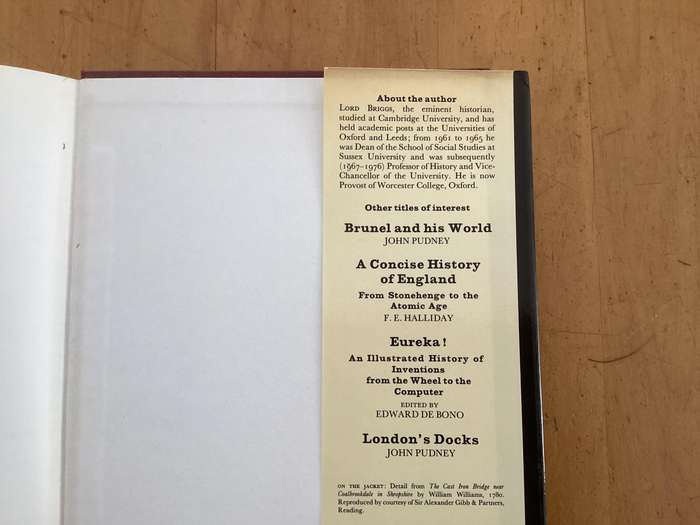 About the author
LORD BRIGGS, the eminent historian,
studied at Cambridge University, and has
held academic posts at the Universities of
Oxford and Leeds; from 1961 to 1965 he
was Dean of the School of Social Studies at
Sussex University and was subsequently
(1967–1976) Professor of History and Vice-
Chancellor of the University. He is now
Provost of Worcester College, Oxford.
Other titles of interest
Brunel and his World
JOHN PUDNEY
A Concise History
of England
From Stonehenge to the
Atomic Age
F. E. HALLIDAY
Eureka!
An Illustrated History of
Inventions
from the Wheel to the
Computer
EDITED BY
EDWARD DE BONO
London's Docks
JOHN PUDNEY
ON THE JACKET: Detail from The Cast Iron Bridge near
Coalbrookdale in Shropshire by William Williams, 1780.
Reproduced by courtesy of Sir Alexander Gibb & Partners,
Reading.